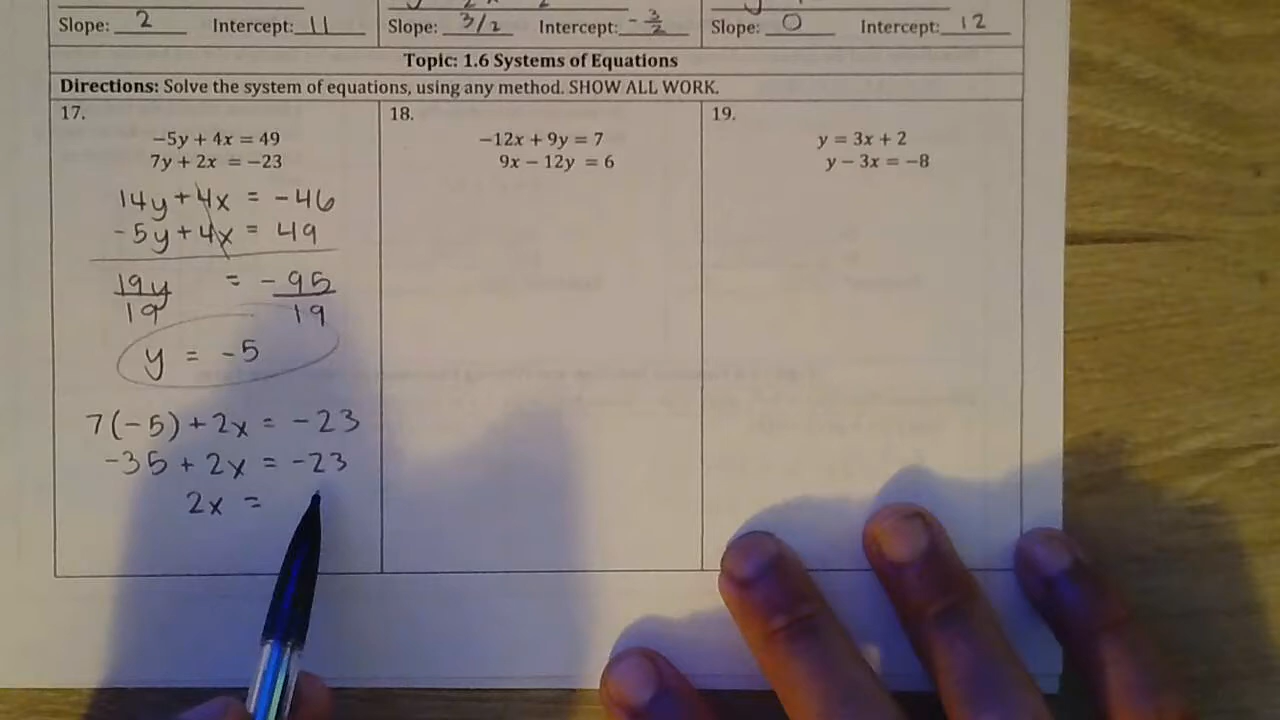 Slope: 2 Intercept: 11
Slope: 3/2 Intercept: -3/2
Slope: 0 Intercept: 12
Topic: 1.6 Systems of Equations
Directions: Solve the system of equations, using any method. SHOW ALL WORK.
17.
−5y + 4x = 49
7y + 2x = −23
14y + 4x = -46
-5y + 4x = 49
19y = -95
19 19
y = -5
7(-5) + 2x = -23
-35 + 2x = -23
2x =
18.
−12x + 9y = 7
9x − 12y = 6
19.
y = 3x + 2
y − 3x = −8